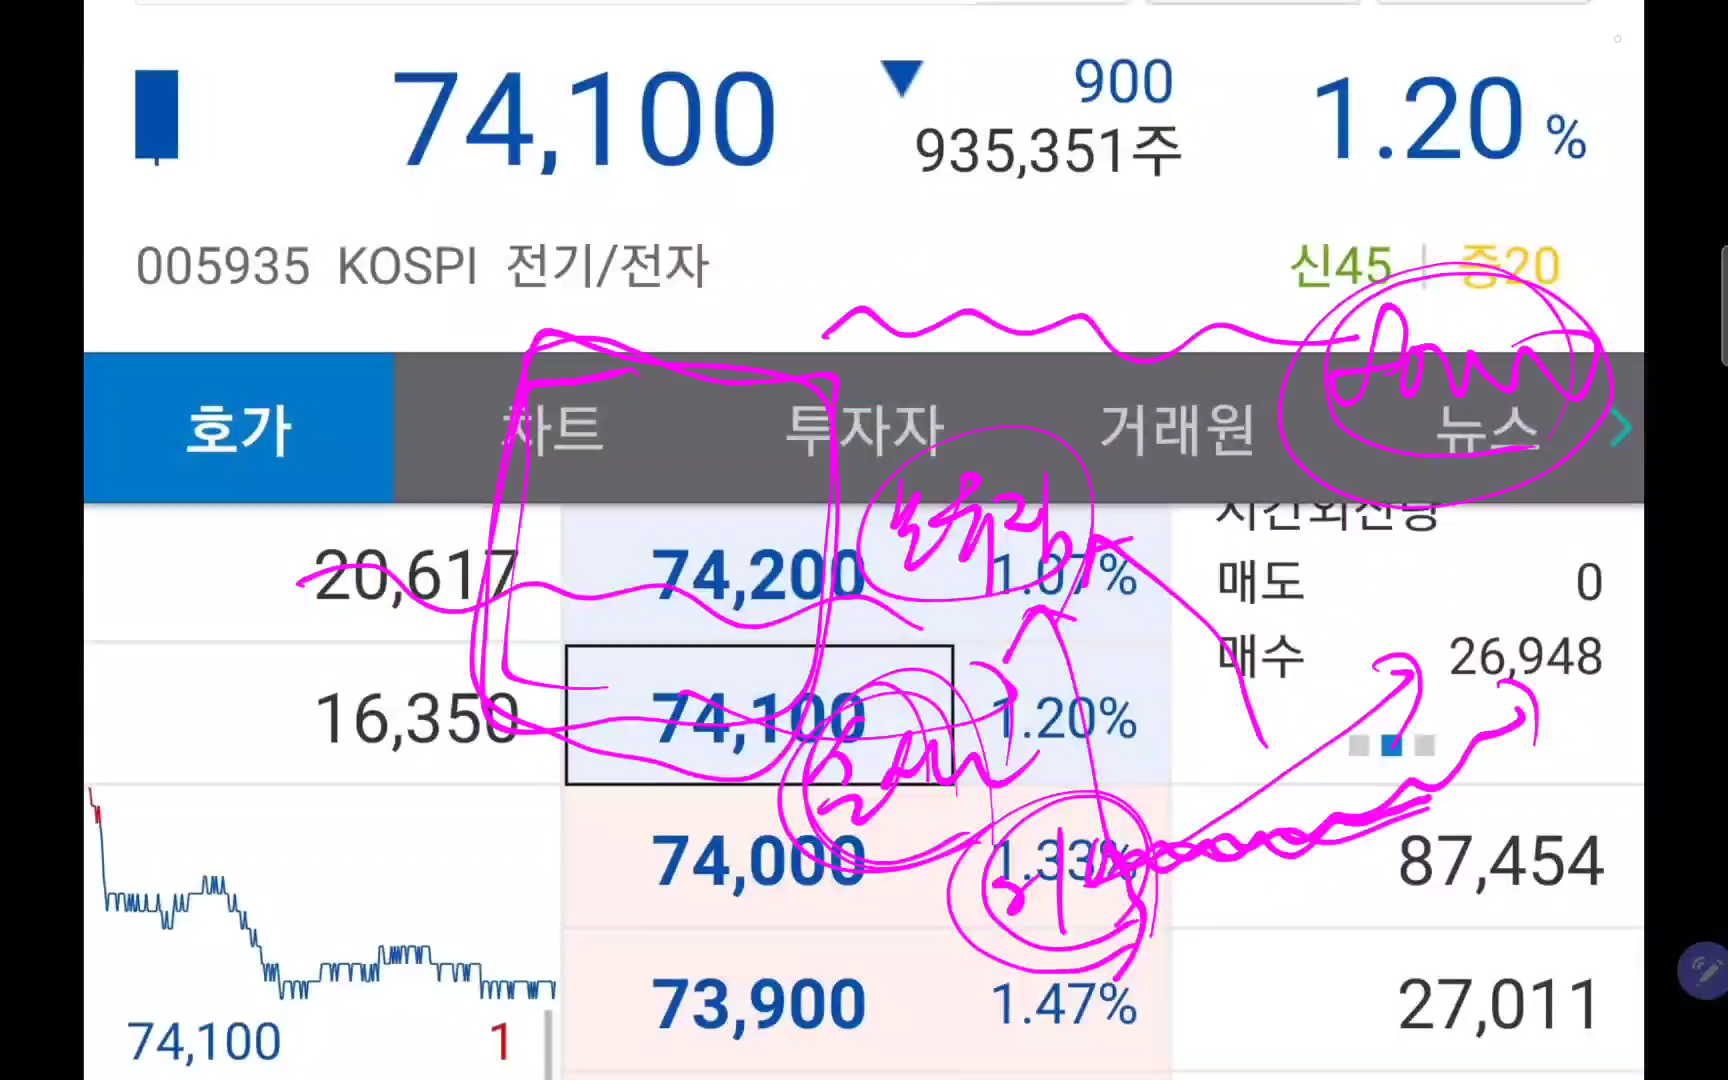 74,100 ▼ 900 1.20 %
935,351주
005935 KOSPI 전기/전자 신45 | 증20
호가 차트 투자자 거래원 뉴스
시간외잔량
20,617 74,200 1.07% 매도 0
매수 26,948
16,350 74,100 1.20%
74,000 1.33% 87,454
73,900 1.47% 27,011
74,100 1